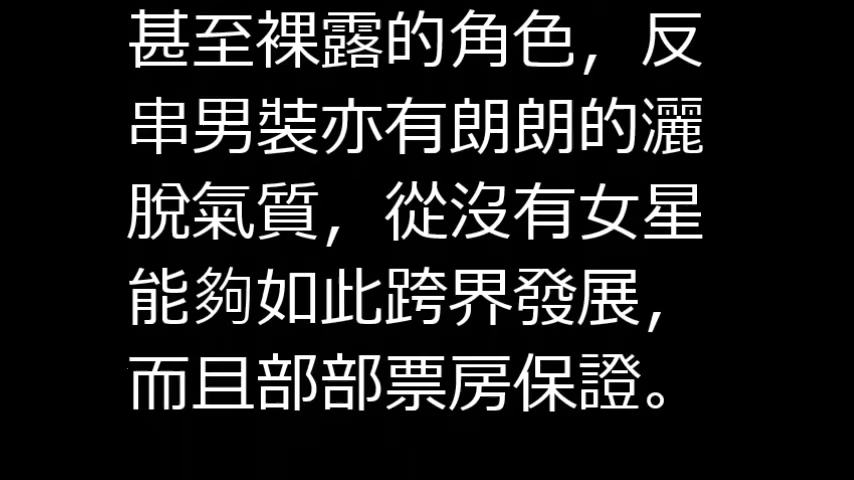 甚至裸露的角色，反
串男裝亦有朗朗的灑
脫氣質，從沒有女星
能夠如此跨界發展，
而且部部票房保證。